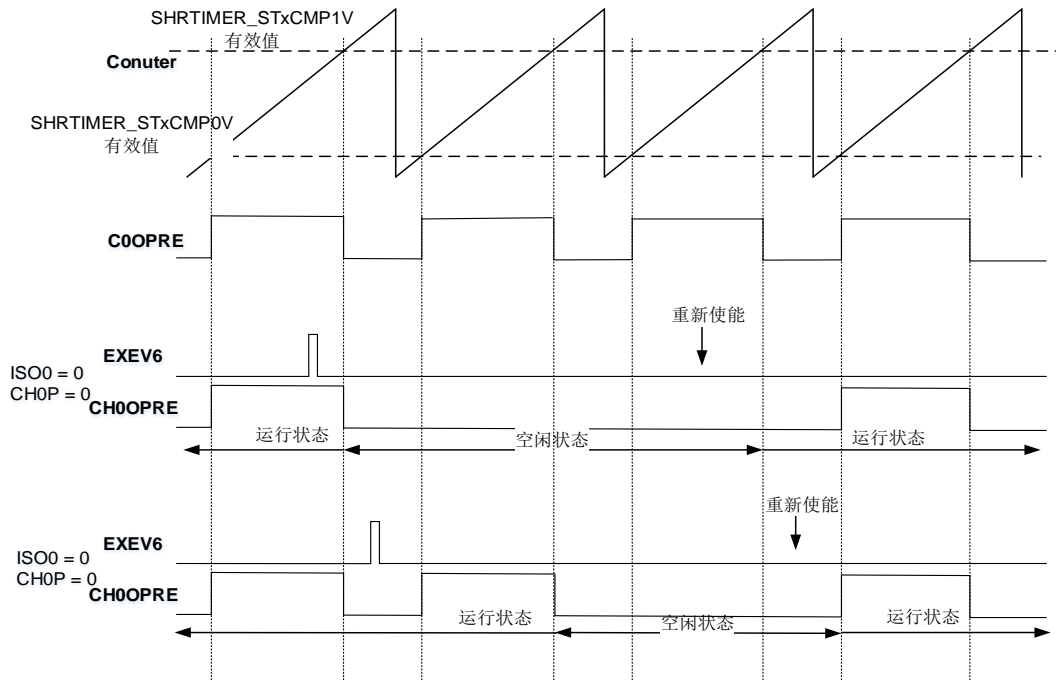 SHRTIMER_STxCMP1V
有效值
Conuter
SHRTIMER_STxCMP0V
有效值
C0OPRE
重新使能
EXEV6
ISO0 = 0
CH0P = 0
CH0OPRE
运行状态
空闲状态
运行状态
重新使能
EXEV6
ISO0 = 0
CH0P = 0
CH0OPRE
运行状态
空闲状态
运行状态